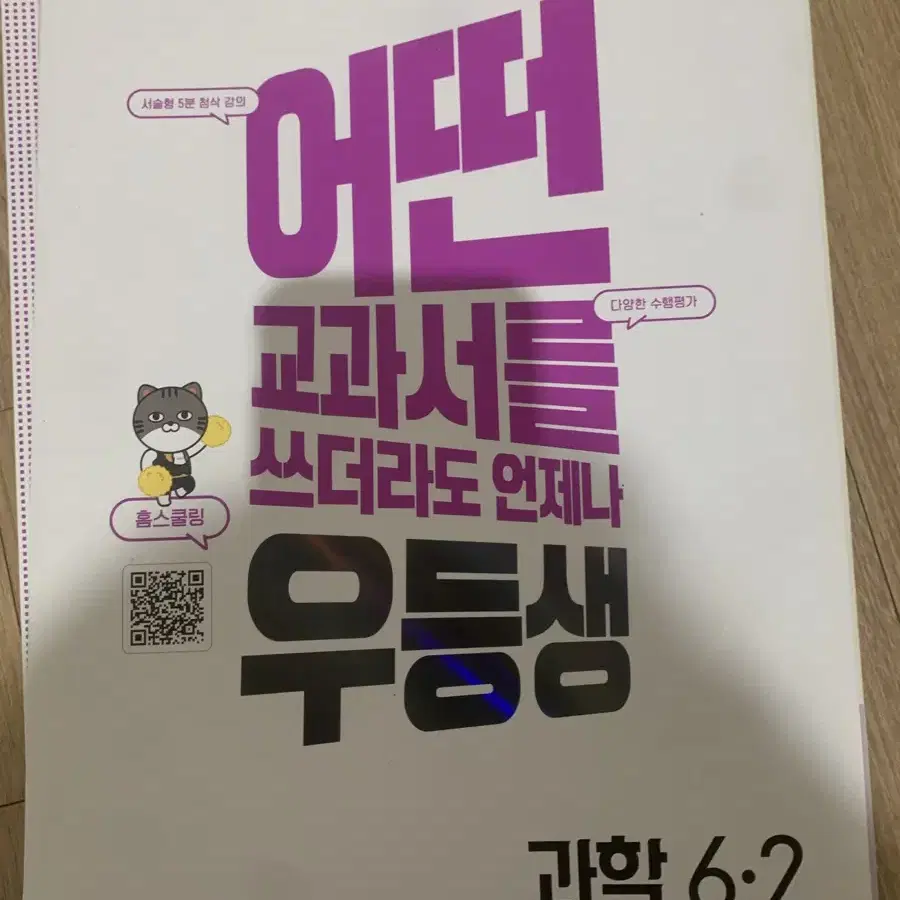 서술형 5분 첨삭 강의
어떤
교과서를
다양한 수행평가
쓰더라도 언제나
우등생
홈스쿨링
과학 6·2